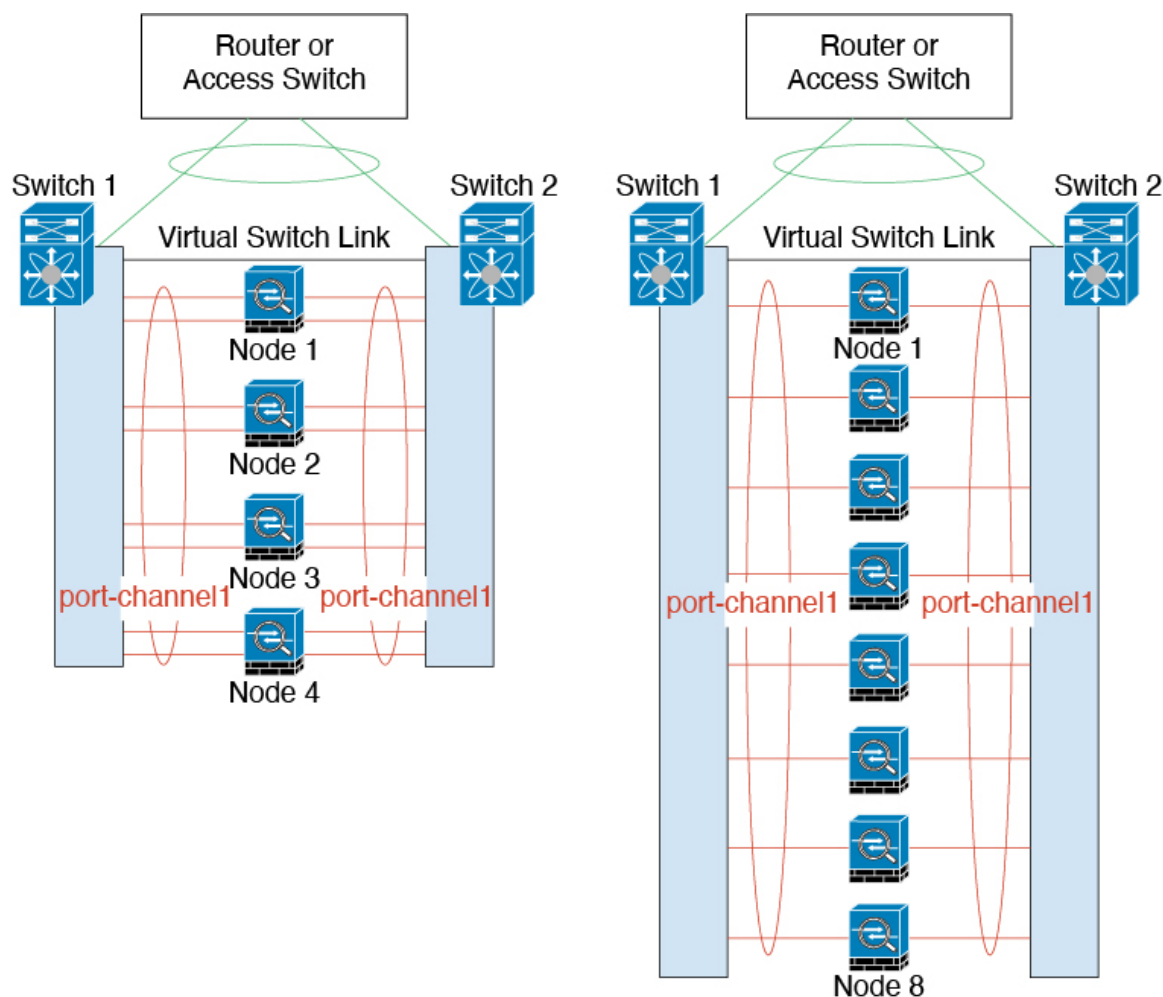 Router or
Access Switch
Switch 1
Switch 2
Virtual Switch Link
Node 1
Node 2
Node 3
port-channel1
port-channel1
Node 4
Router or
Access Switch
Switch 1
Switch 2
Virtual Switch Link
Node 1
port-channel1
port-channel1
Node 8